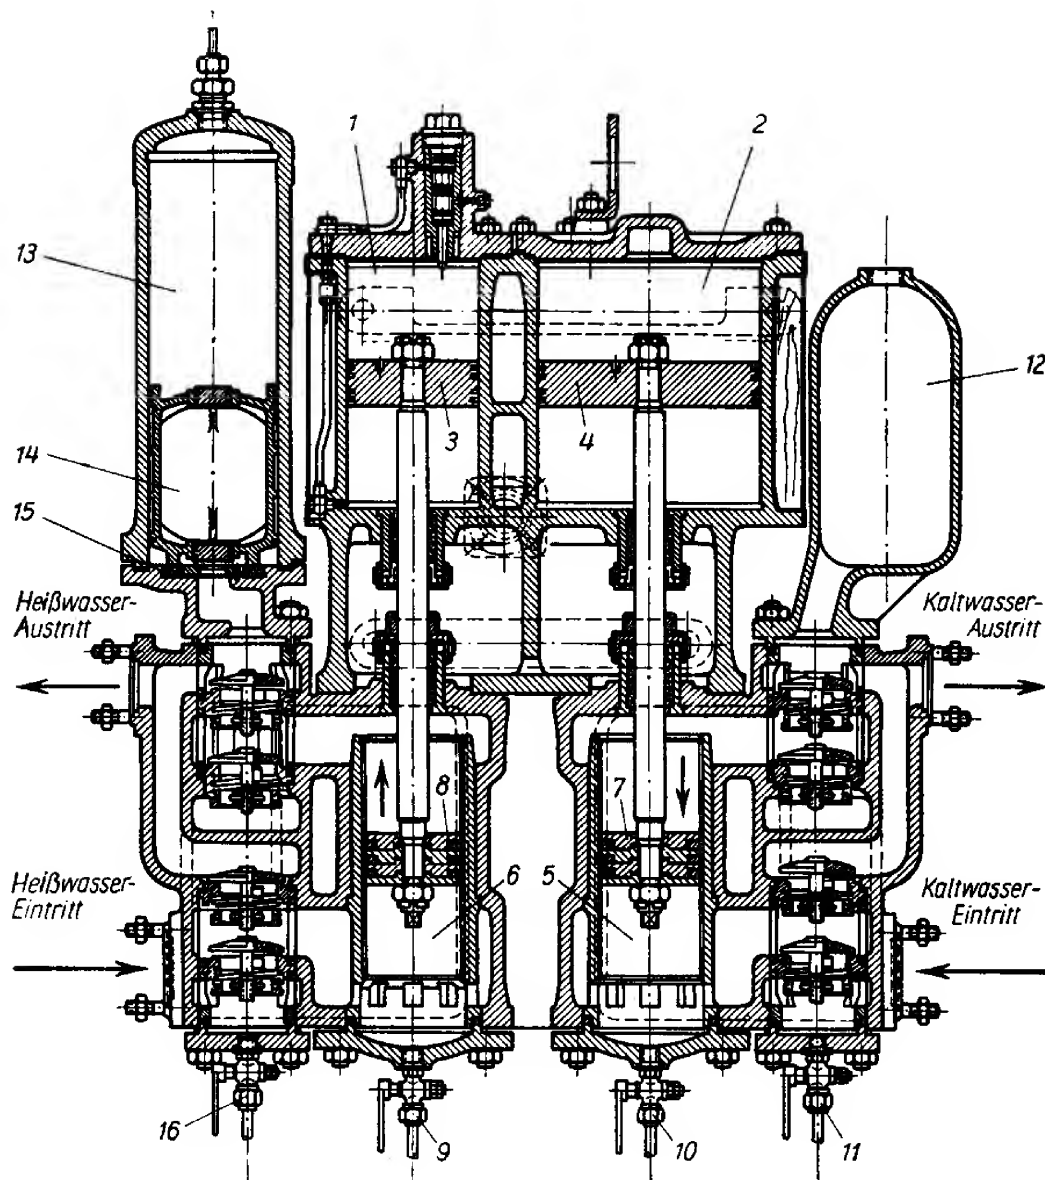 1
2
13
12
3
4
14
15
Heißwasser-
Austritt
Kaltwasser-
Austritt
8
7
Heißwasser-
Eintritt
6
5
Kaltwasser-
Eintritt
16
9
10
11